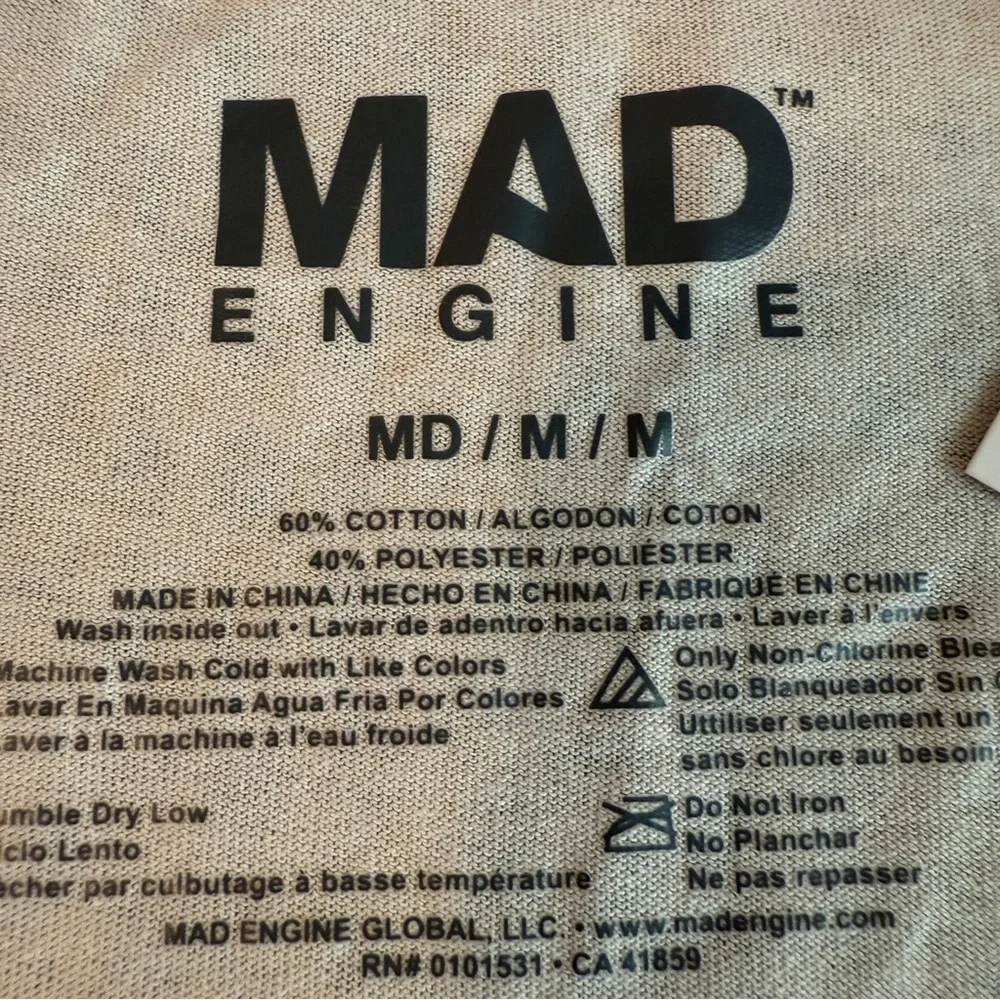 MAD™
ENGINE
MD / M / M
60% COTTON / ALGODÓN / COTON
40% POLYESTER / POLIÉSTER
MADE IN CHINA / HECHO EN CHINA / FABRIQUÉ EN CHINE
Wash inside out • Lavar de adentro hacia afuera • Laver à l'envers
Machine Wash Cold with Like Colors
Lavar En Maquina Agua Fria Por Colores
Laver à la machine à l'eau froide
Only Non-Chlorine
Solo Blanqueador Sin
Uttiliser seulement un
sans chlore au besoin
Tumble Dry Low
Lento
par culbutage à basse température
Do Not Iron
No Planchar
Ne pas repasser
MAD ENGINE GLOBAL, LLC • www.madengine.com
RN# 0101531 • CA 41859